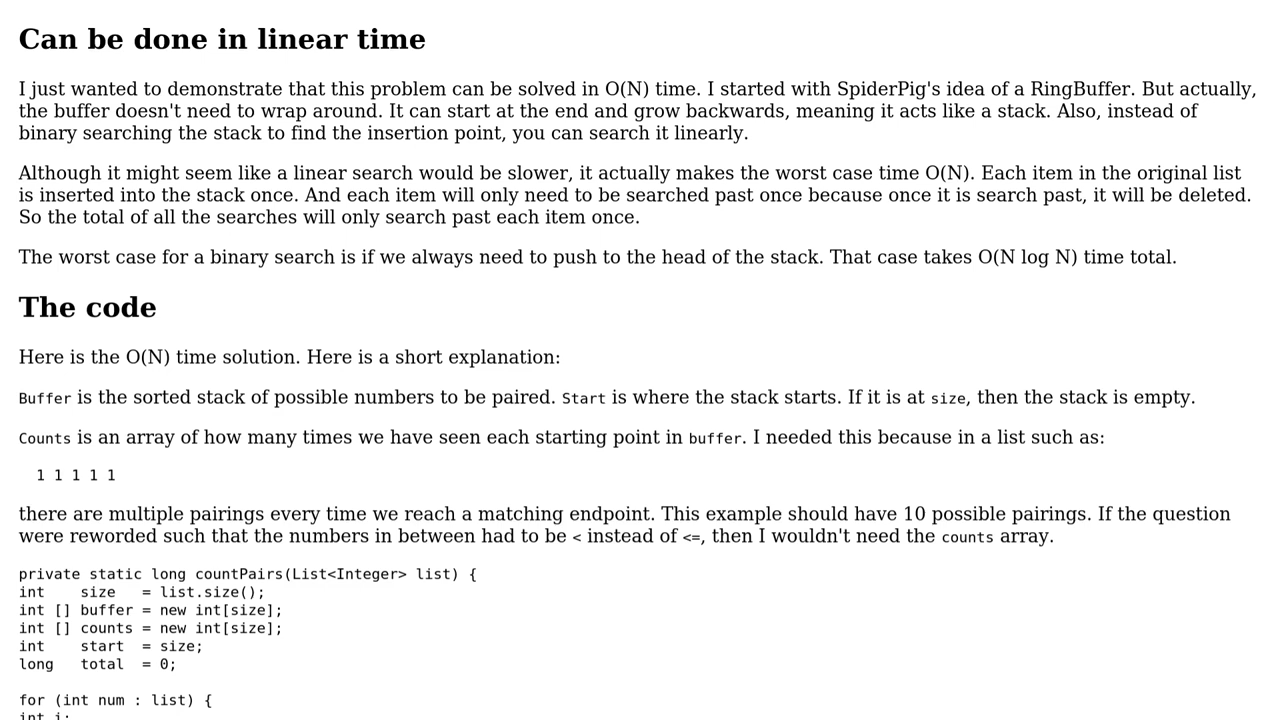 Can be done in linear time
I just wanted to demonstrate that this problem can be solved in O(N) time. I started with SpiderPig's idea of a RingBuffer. But actually,
the buffer doesn't need to wrap around. It can start at the end and grow backwards, meaning it acts like a stack. Also, instead of
binary searching the stack to find the insertion point, you can search it linearly.
Although it might seem like a linear search would be slower, it actually makes the worst case time O(N). Each item in the original list
is inserted into the stack once. And each item will only need to be searched past once because once it is search past, it will be deleted.
So the total of all the searches will only search past each item once.
The worst case for a binary search is if we always need to push to the head of the stack. That case takes O(N log N) time total.
The code
Here is the O(N) time solution. Here is a short explanation:
Buffer is the sorted stack of possible numbers to be paired. Start is where the stack starts. If it is at size, then the stack is empty.
Counts is an array of how many times we have seen each starting point in buffer. I needed this because in a list such as:
1 1 1 1 1
there are multiple pairings every time we reach a matching endpoint. This example should have 10 possible pairings. If the question
were reworded such that the numbers in between had to be < instead of <=, then I wouldn't need the counts array.
private static long countPairs(List<Integer> list) {
int    size   = list.size();
int [] buffer = new int[size];
int [] counts = new int[size];
int    start  = size;
long   total  = 0;
for (int num : list) {
int i;